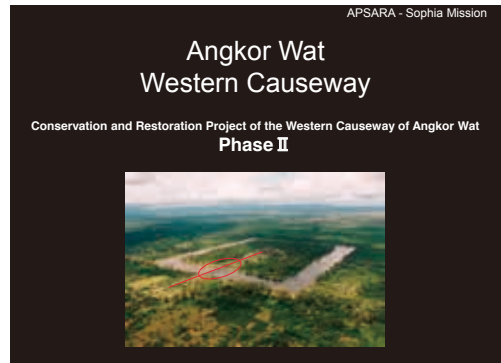 APSARA - Sophia Mission
Angkor Wat
Western Causeway
Conservation and Restoration Project of the Western Causeway of Angkor Wat
Phase Ⅱ